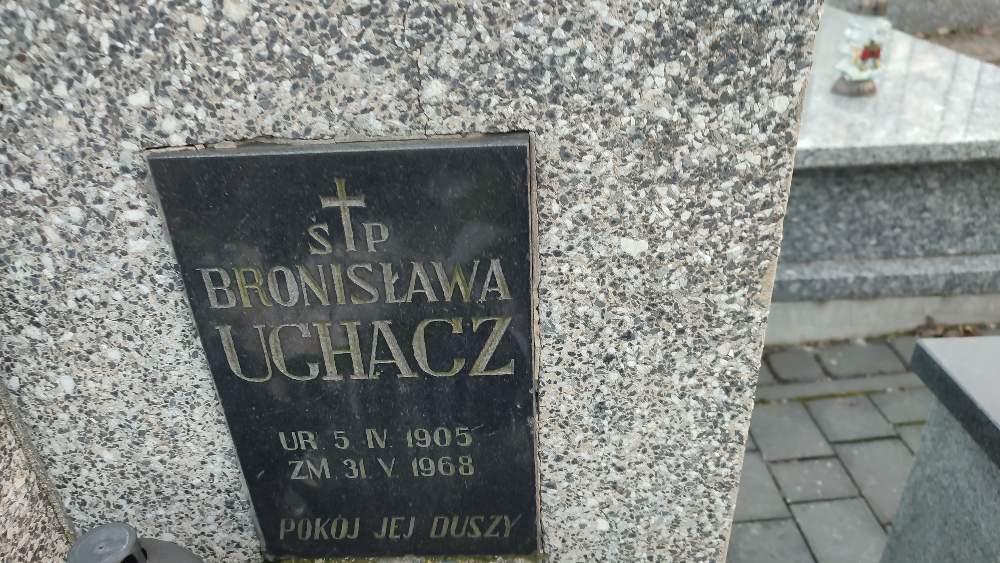 ŚP
BRONISŁAWA
UCHACZ
UR. 5. IV. 1905
ZM. 31. V. 1968
POKÓJ JEJ DUSZY